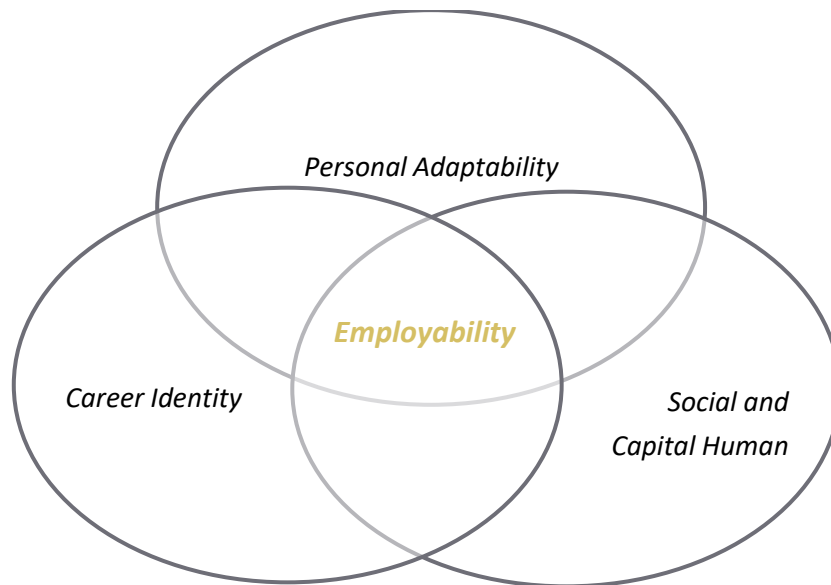 Personal Adaptability
Employability
Career Identity
Social and
Capital Human